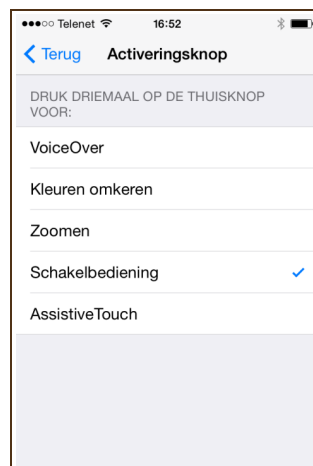 Telenet 16:52
Terug Activeringsknop
DRUK DRIEMAAL OP DE THUISKNOP
VOOR:
VoiceOver
Kleuren omkeren
Zoomen
Schakelbediening
AssistiveTouch